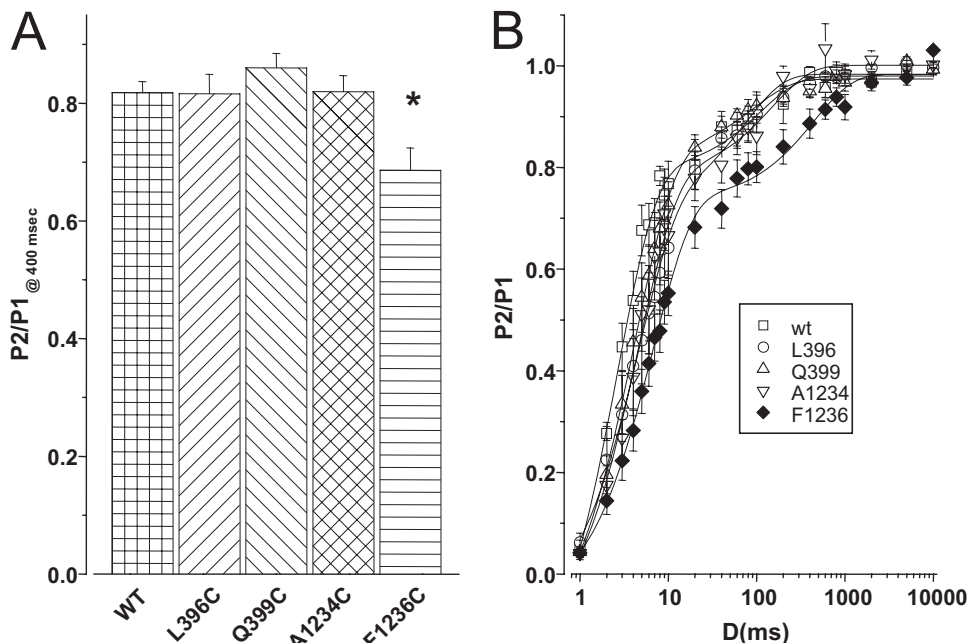 A
P2/P1@ 400 msec
0.8
0.6
0.4
0.2
0.0
*
WT
L396C
Q399C
A1234C
F1236C
B
P2/P1
1.0
0.8
0.6
0.4
0.2
0.0
wt
L396
Q399
A1234
F1236
1 10 100 1000 10000
D(ms)